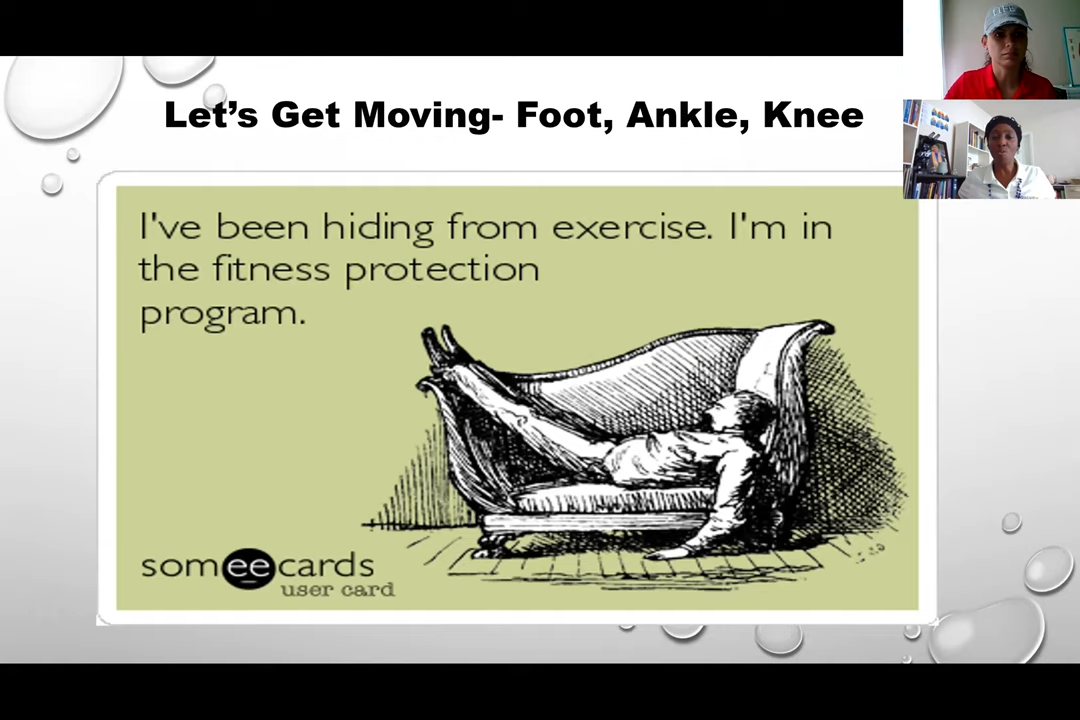 Let's Get Moving- Foot, Ankle, Knee
I've been hiding from exercise. I'm in
the fitness protection
program.
someecards
user card